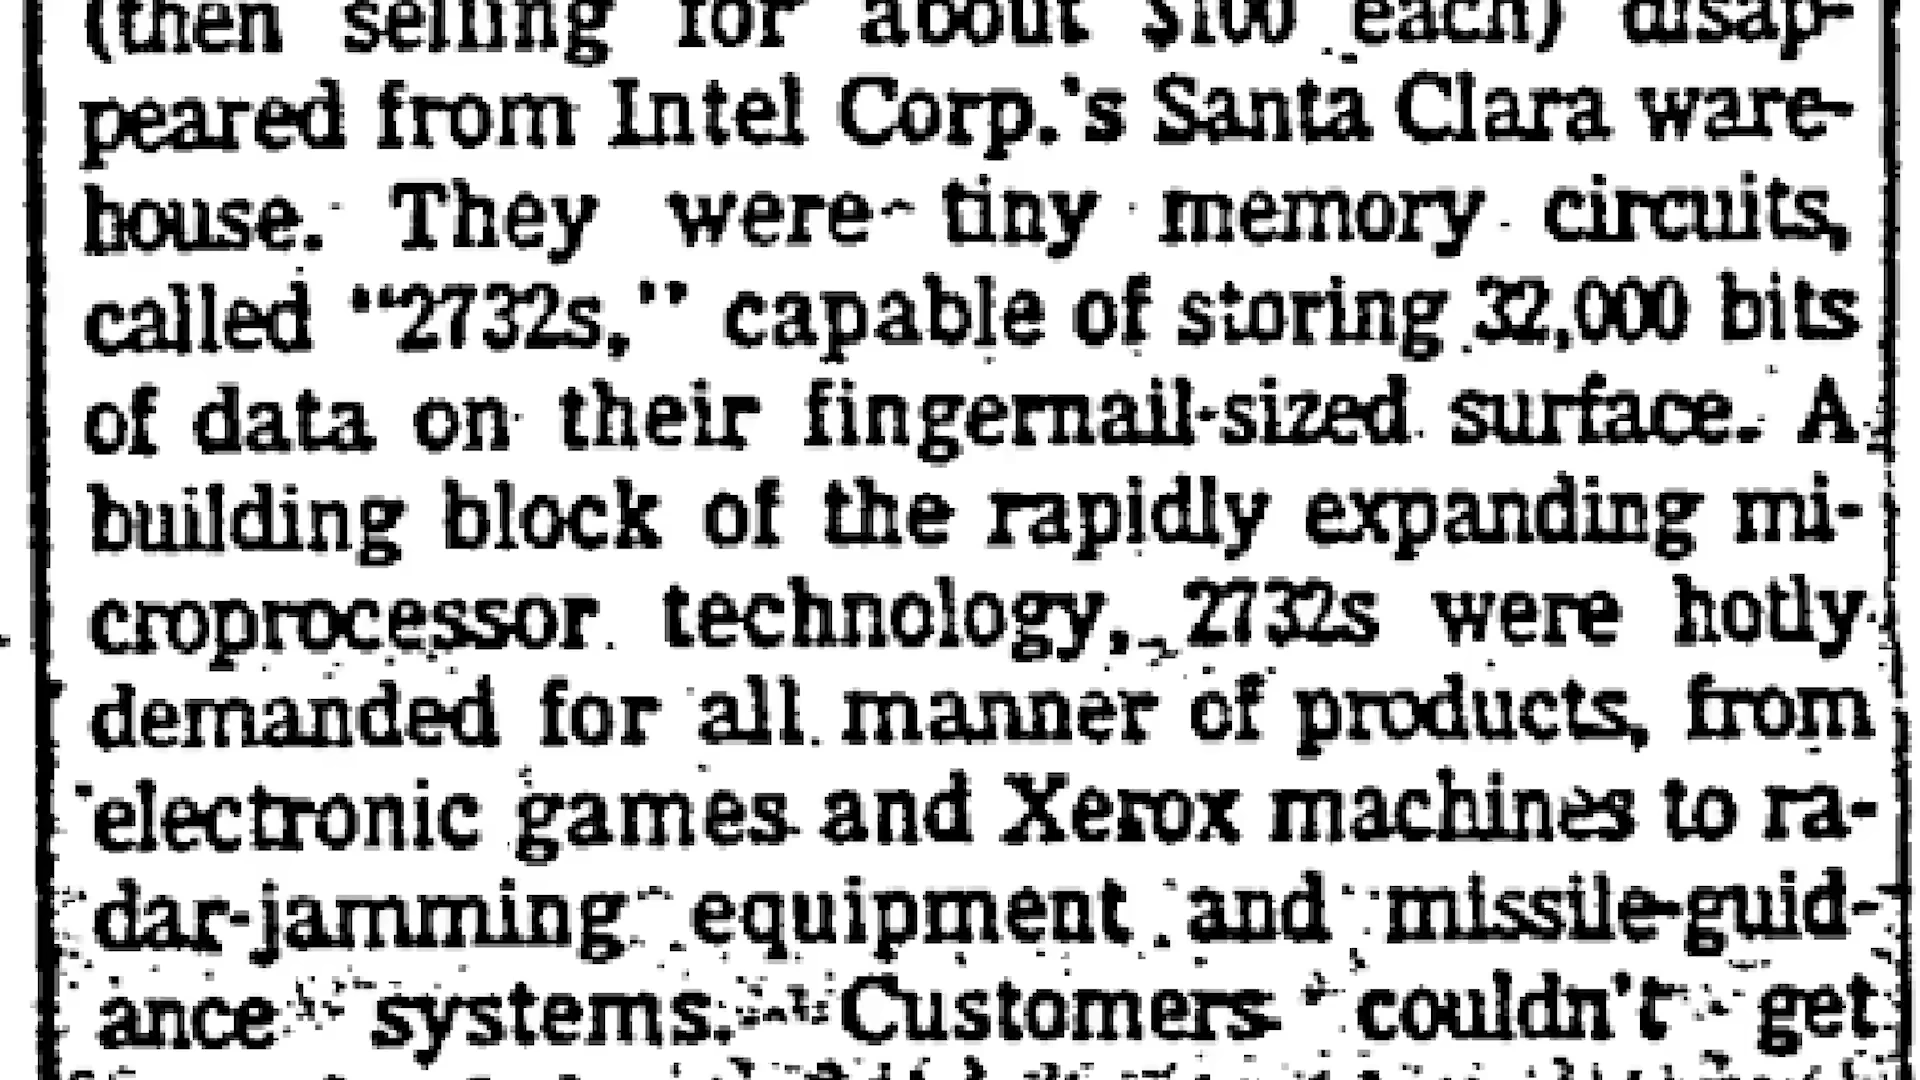 (then selling for about $100 each) disap-
peared from Intel Corp.'s Santa Clara ware-
house. They were tiny memory circuits,
called "2732s," capable of storing 32,000 bits
of data on their fingernail-sized surface. A
building block of the rapidly expanding mi-
croprocessor technology, 2732s were hotly
demanded for all manner of products, from
electronic games and Xerox machines to ra-
dar-jamming equipment and missile-guid-
ance systems. Customers couldn't get